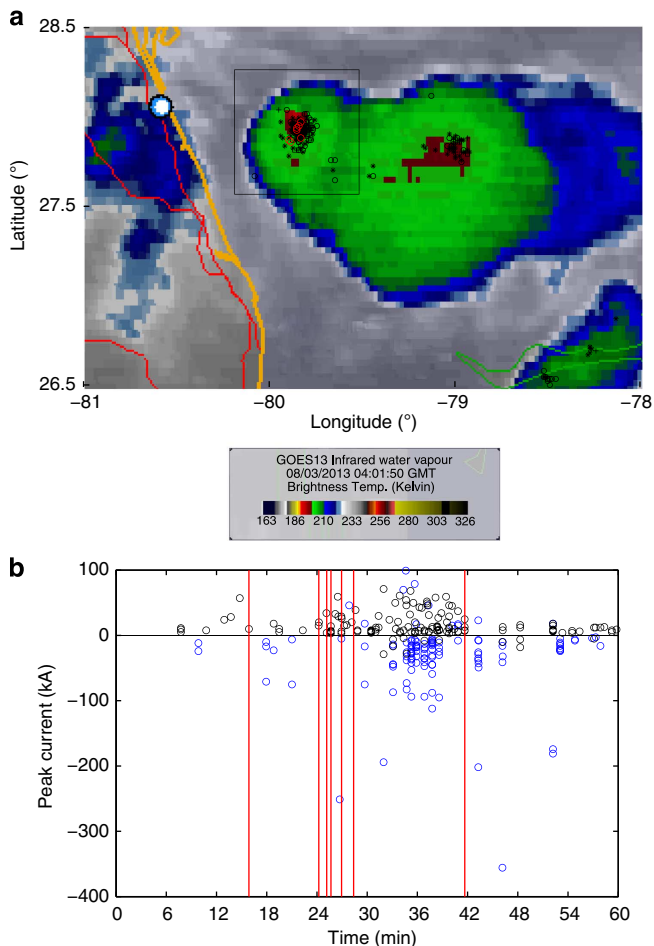 a
28.5
27.5
26.5
Latitude (°)
−81
−80
−79
−78
Longitude (°)
GOES13 Infrared water vapour
08/03/2013 04:01:50 GMT
Brightness Temp. (Kelvin)
163 186 210 233 256 280 303 326
b
100
0
−100
−200
−300
−400
Peak current (kA)
0 6 12 18 24 30 36 42 48 54 60
Time (min)